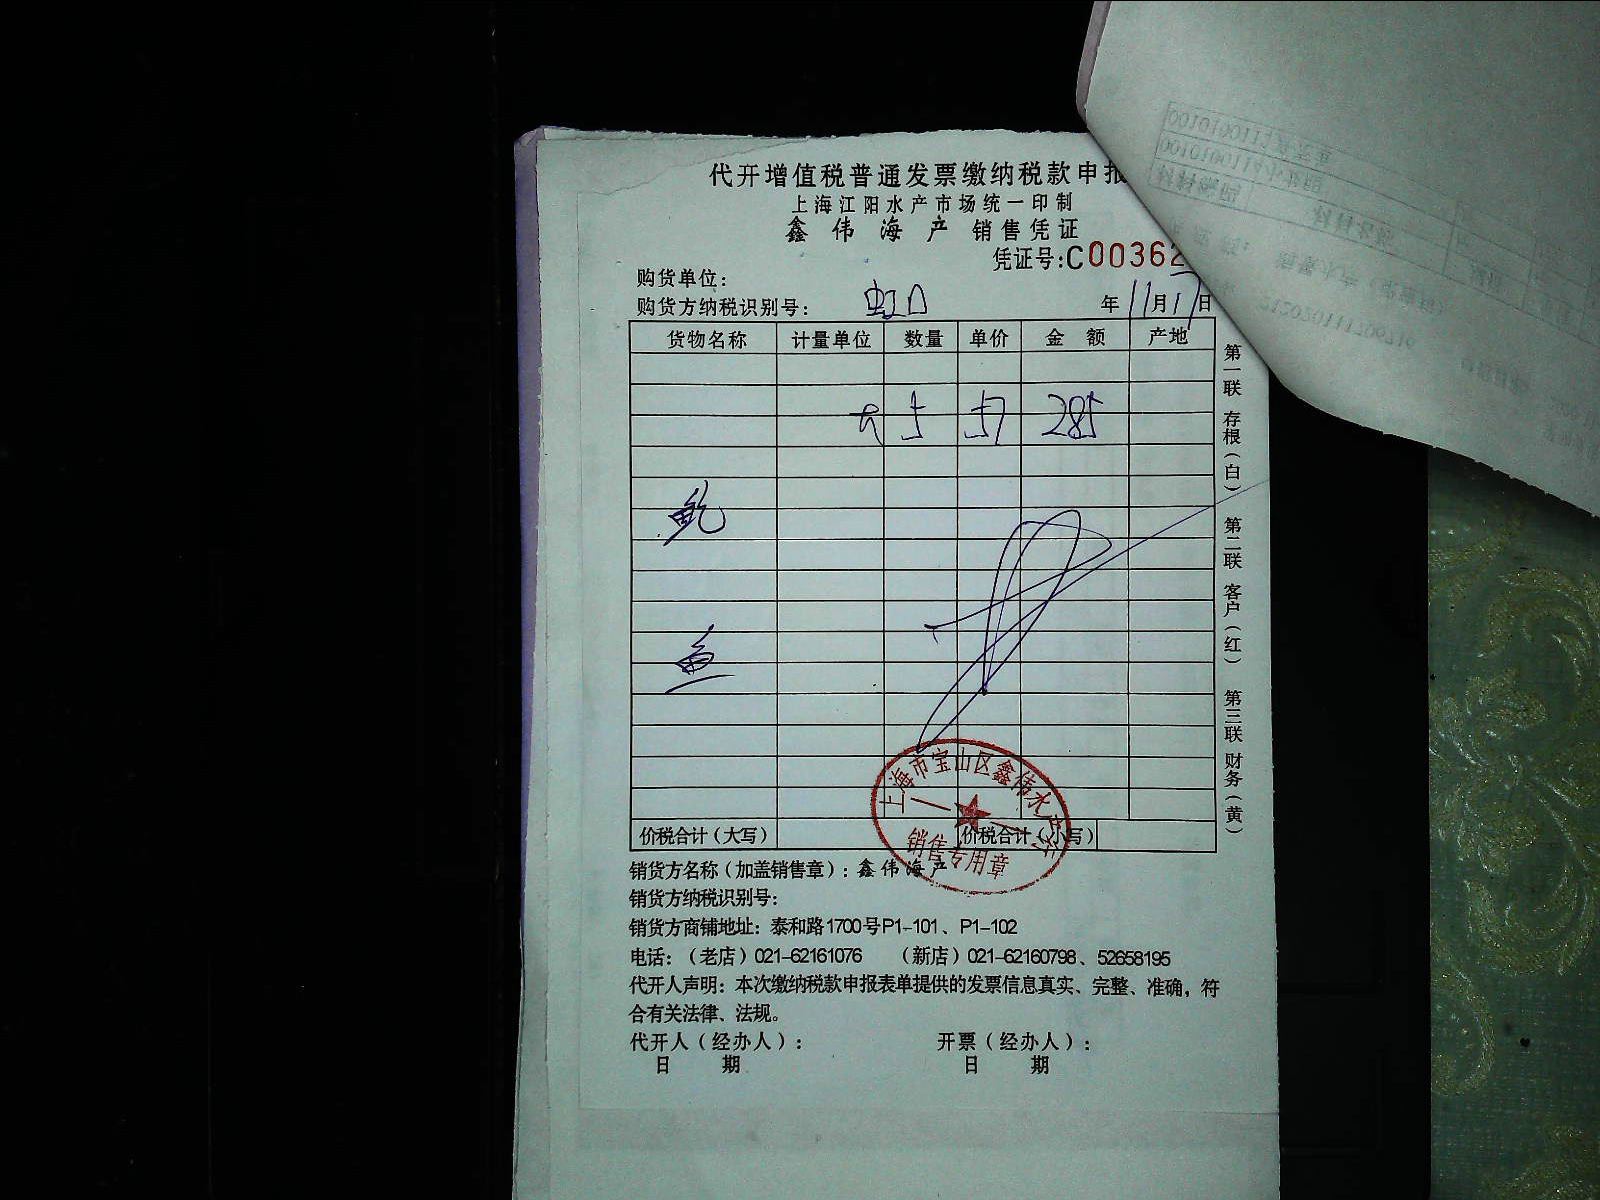 代开增值税普通发票缴纳税款申报
上海江阳水产市场统一印制
鑫伟海产 销售凭证
凭证号:C00362
购货单位:
购货方纳税识别号: 虹口 年11月17日
货物名称 计量单位 数量 单价 金额 产地
5 57 285
鱿
鱼
价税合计(大写) 价税合计(小写)
第一联 存根(白) 第二联 客户(红) 第三联 财务(黄)
上海市宝山区鑫伟水产
销售专用章
销货方名称(加盖销售章):鑫伟海产
销货方纳税识别号:
销货方商铺地址:泰和路1700号P1-101、P1-102
电话:(老店)021-62161076 (新店)021-62160798、52658195
代开人声明:本次缴纳税款申报表单提供的发票信息真实、完整、准确,符
合有关法律、法规。
代开人(经办人): 开票(经办人):
日期 日期